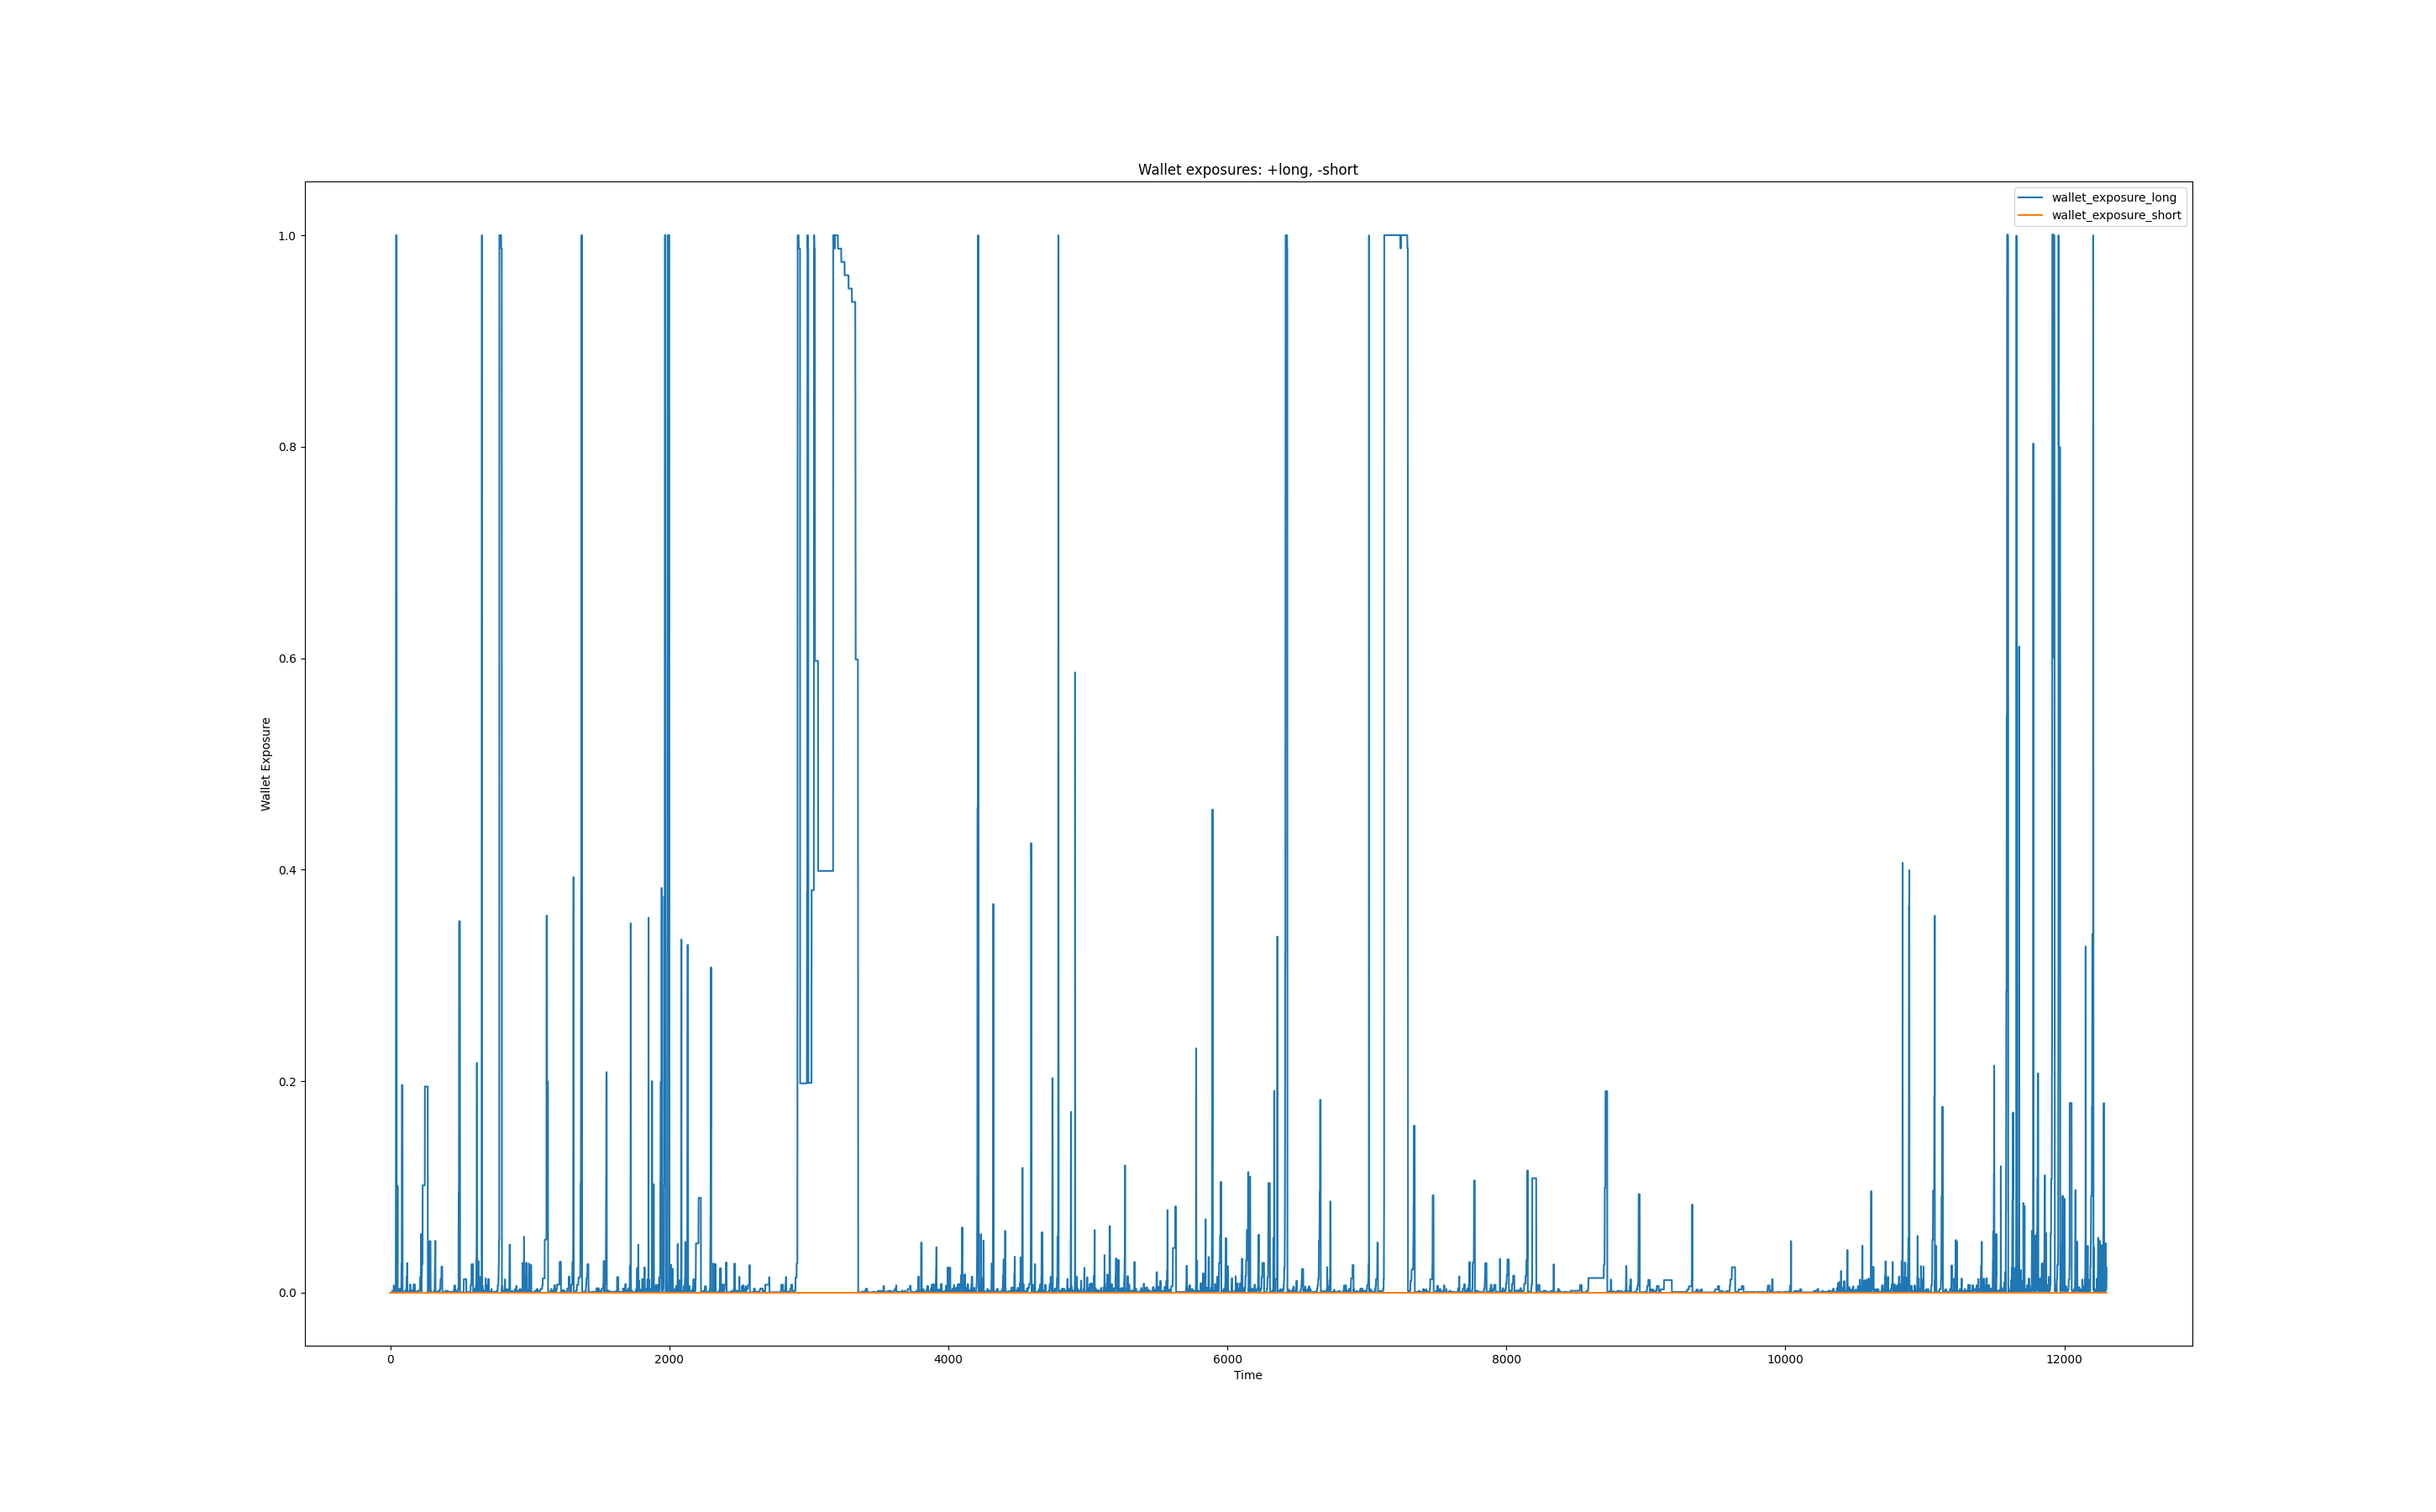 Wallet exposures: +long, -short
wallet_exposure_long
wallet_exposure_short
1.0
0.8
0.6
0.4
0.2
0.0
Wallet Exposure
0 2000 4000 6000 8000 10000 12000
Time